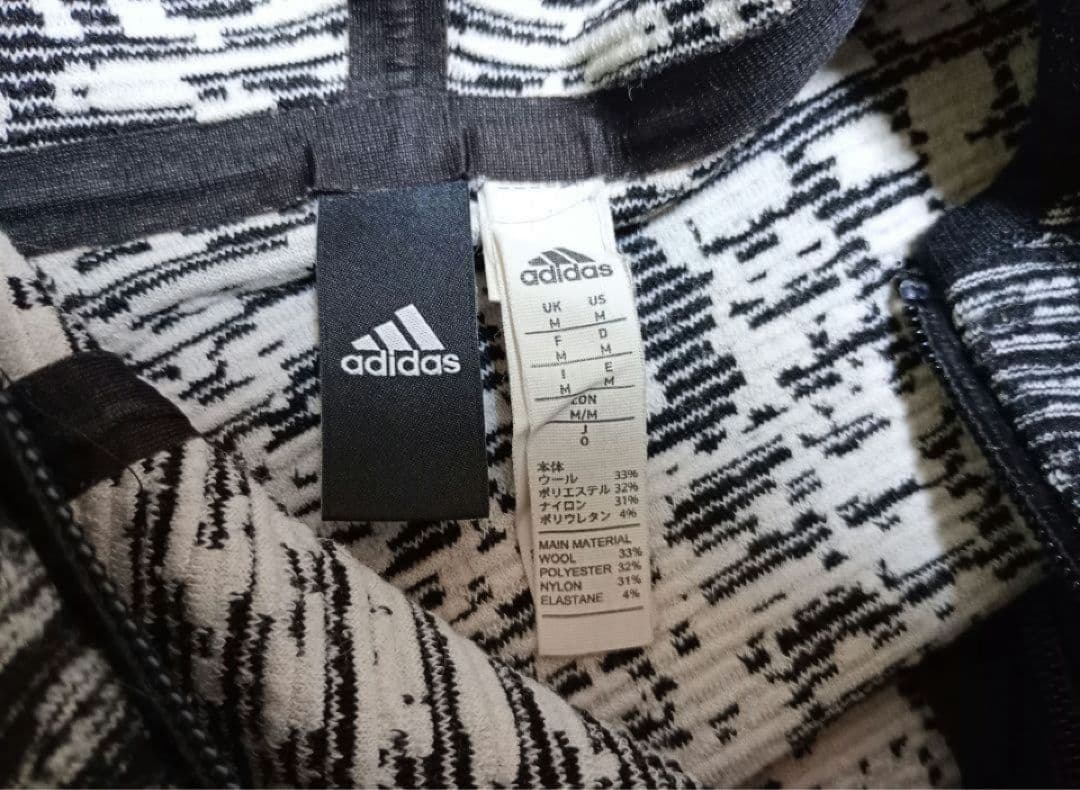 adidas
adidas
UK US
M M
F D
M M
I E
M M
CDN
M/M
J
O
本体
ウール 33%
ポリエステル 32%
ナイロン 31%
ポリウレタン 4%
MAIN MATERIAL
WOOL 33%
POLYESTER 32%
NYLON 31%
ELASTANE 4%